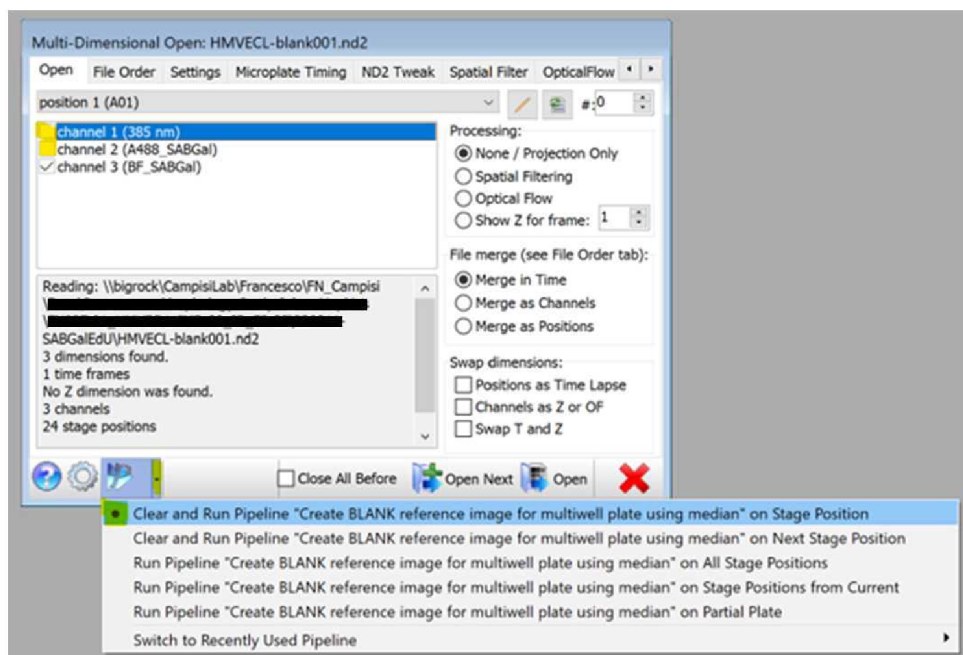 Multi-Dimensional Open: HMVECL-blank001.nd2
Open File Order Settings Microplate Timing ND2 Tweak Spatial Filter OpticalFlow
position 1 (A01)
#:0
channel 1 (385 nm)
channel 2 (A488_SABGal)
channel 3 (BF_SABGal)
Processing:
None / Projection Only
Spatial Filtering
Optical Flow
Show Z for frame: 1
File merge (see File Order tab):
Merge in Time
Merge as Channels
Merge as Positions
Reading: \\bigrock\CampisiLab\Francesco\FN_Campisi
\
\
SABGalEdU\HMVECL-blank001.nd2
3 dimensions found.
1 time frames
No Z dimension was found.
3 channels
24 stage positions
Swap dimensions:
Positions as Time Lapse
Channels as Z or OF
Swap T and Z
Close All Before Open Next Open
Clear and Run Pipeline "Create BLANK reference image for multiwell plate using median" on Stage Position
Clear and Run Pipeline "Create BLANK reference image for multiwell plate using median" on Next Stage Position
Run Pipeline "Create BLANK reference image for multiwell plate using median" on All Stage Positions
Run Pipeline "Create BLANK reference image for multiwell plate using median" on Stage Positions from Current
Run Pipeline "Create BLANK reference image for multiwell plate using median" on Partial Plate
Switch to Recently Used Pipeline